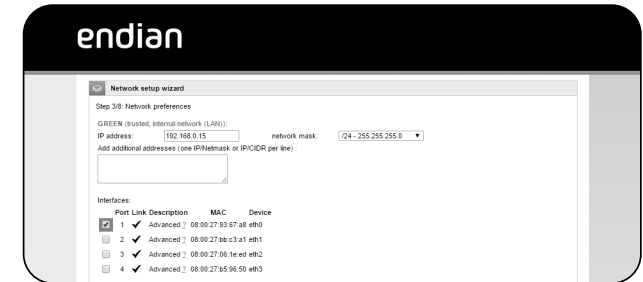 endian
Network setup wizard
Step 3/8: Network preferences
GREEN (trusted, internal network (LAN)):
IP address: 192.168.0.15 network mask: /24 - 255.255.255.0
Add additional addresses (one IP/Netmask or IP/CIDR per line) :
Interfaces:
Port Link Description MAC Device
1 Advanced ? 08:00:27:93:67:a8 eth0
2 Advanced ? 08:00:27:bb:c3:a1 eth1
3 Advanced ? 08:00:27:06:1e:ed eth2
4 Advanced ? 08:00:27:b5:96:50 eth3